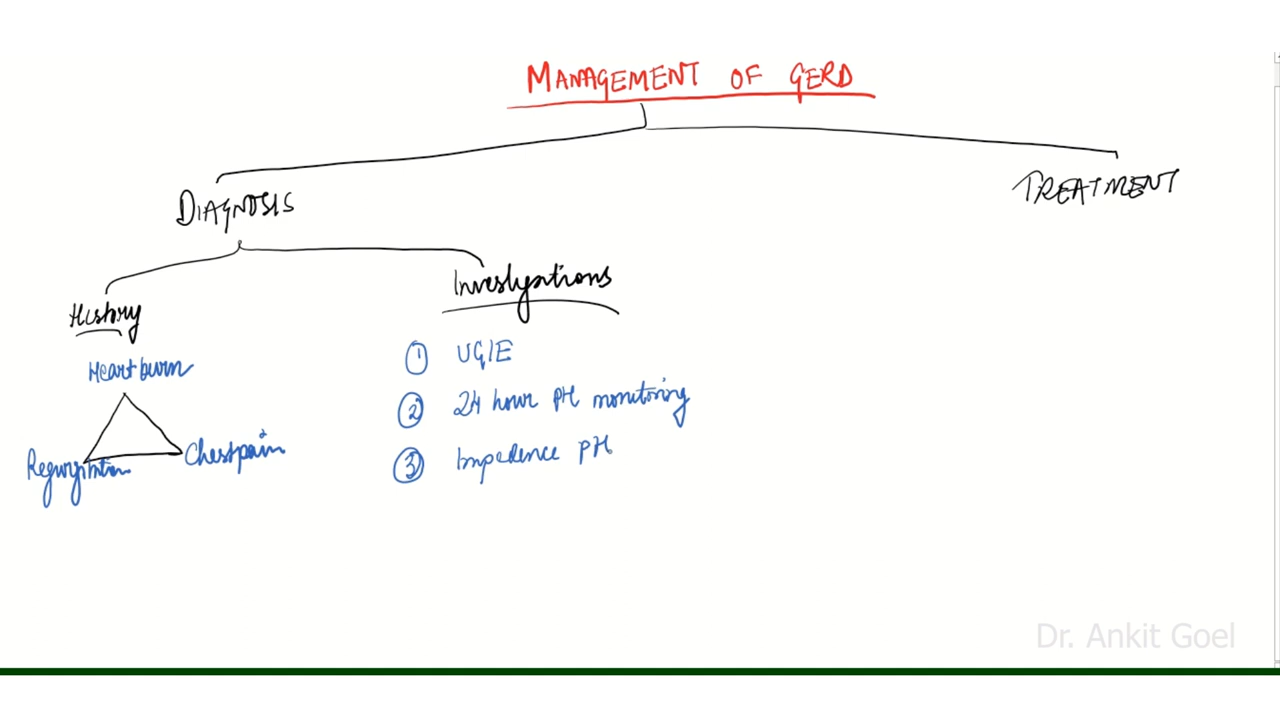 MANAGEMENT OF GERD
DIAGNOSIS
TREATMENT
History
Investigations
Heart burn
Regurgitation
Chestpain
1 UGIE
2 24 hour PH monitoring
3 Impedence PH
Dr. Ankit Goel